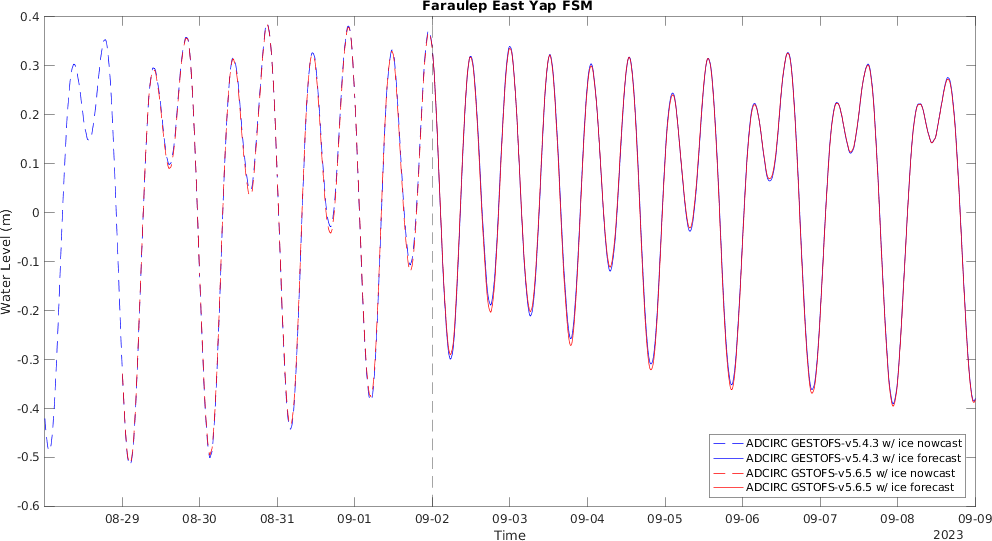 Faraulep East Yap FSM
0.4
0.3
0.2
0.1
0
-0.1
-0.2
-0.3
-0.4
-0.5
-0.6
Water Level (m)
ADCIRC GESTOFS-v5.4.3 w/ ice nowcast
ADCIRC GESTOFS-v5.4.3 w/ ice forecast
ADCIRC GSTOFS-v5.6.5 w/ ice nowcast
ADCIRC GSTOFS-v5.6.5 w/ ice forecast
08-29 08-30 08-31 09-01 09-02 09-03 09-04 09-05 09-06 09-07 09-08 09-09
Time
2023